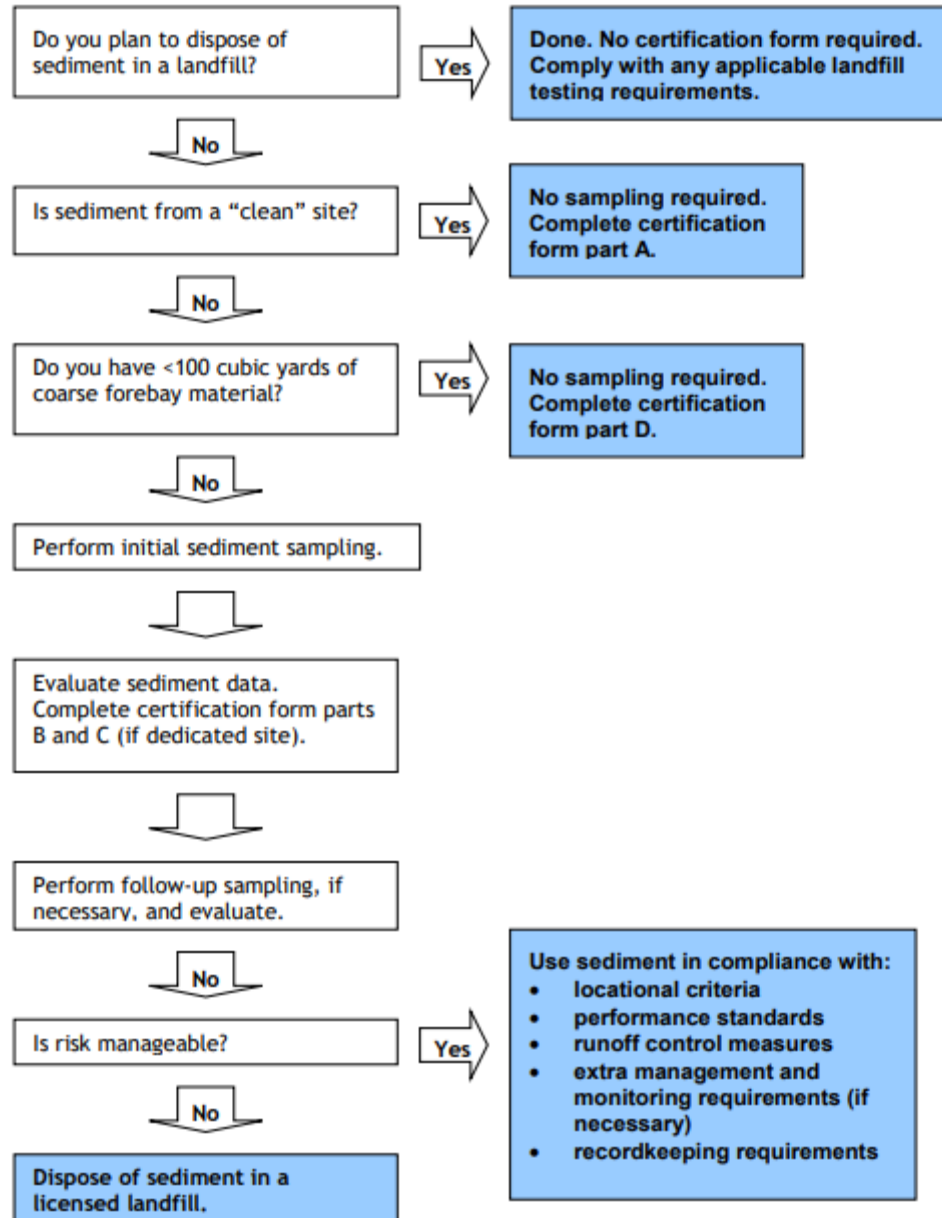 Do you plan to dispose of
sediment in a landfill?
Yes
Done. No certification form required.
Comply with any applicable landfill
testing requirements.
No
Is sediment from a “clean” site?
Yes
No sampling required.
Complete certification
form part A.
No
Do you have <100 cubic yards of
coarse forebay material?
Yes
No sampling required.
Complete certification
form part D.
No
Perform initial sediment sampling.
Evaluate sediment data.
Complete certification form parts
B and C (if dedicated site).
Perform follow-up sampling, if
necessary, and evaluate.
No
Is risk manageable?
Yes
Use sediment in compliance with:
• locational criteria
• performance standards
• runoff control measures
• extra management and
monitoring requirements (if
necessary)
• recordkeeping requirements
No
Dispose of sediment in a
licensed landfill.